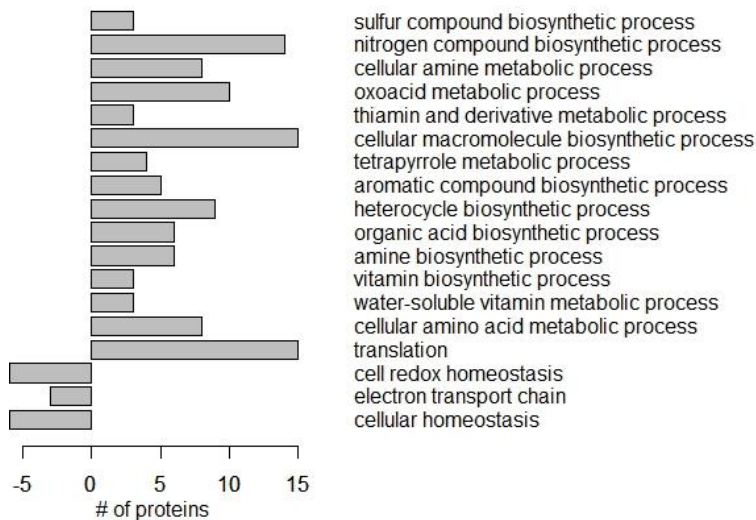 sulfur compound biosynthetic process
nitrogen compound biosynthetic process
cellular amine metabolic process
oxoacid metabolic process
thiamin and derivative metabolic process
cellular macromolecule biosynthetic process
tetrapyrrole metabolic process
aromatic compound biosynthetic process
heterocycle biosynthetic process
organic acid biosynthetic process
amine biosynthetic process
vitamin biosynthetic process
water-soluble vitamin metabolic process
cellular amino acid metabolic process
translation
cell redox homeostasis
electron transport chain
cellular homeostasis
-5 0 5 10 15
# of proteins